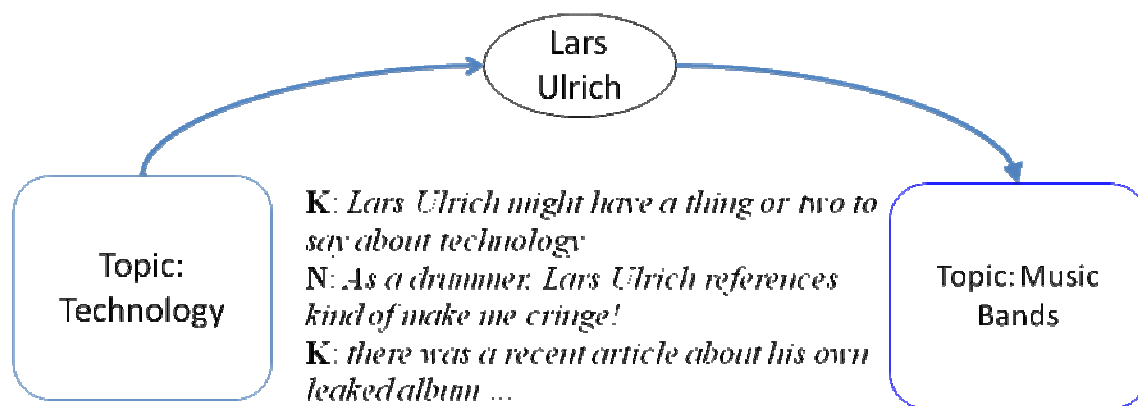 Lars
Ulrich
Topic:
Technology
K: Lars Ulrich might have a thing or two to
say about technology
N: As a drummer, Lars Ulrich references
kind of make me cringe!
K: there was a recent article about his own
leaked album ...
Topic: Music
Bands